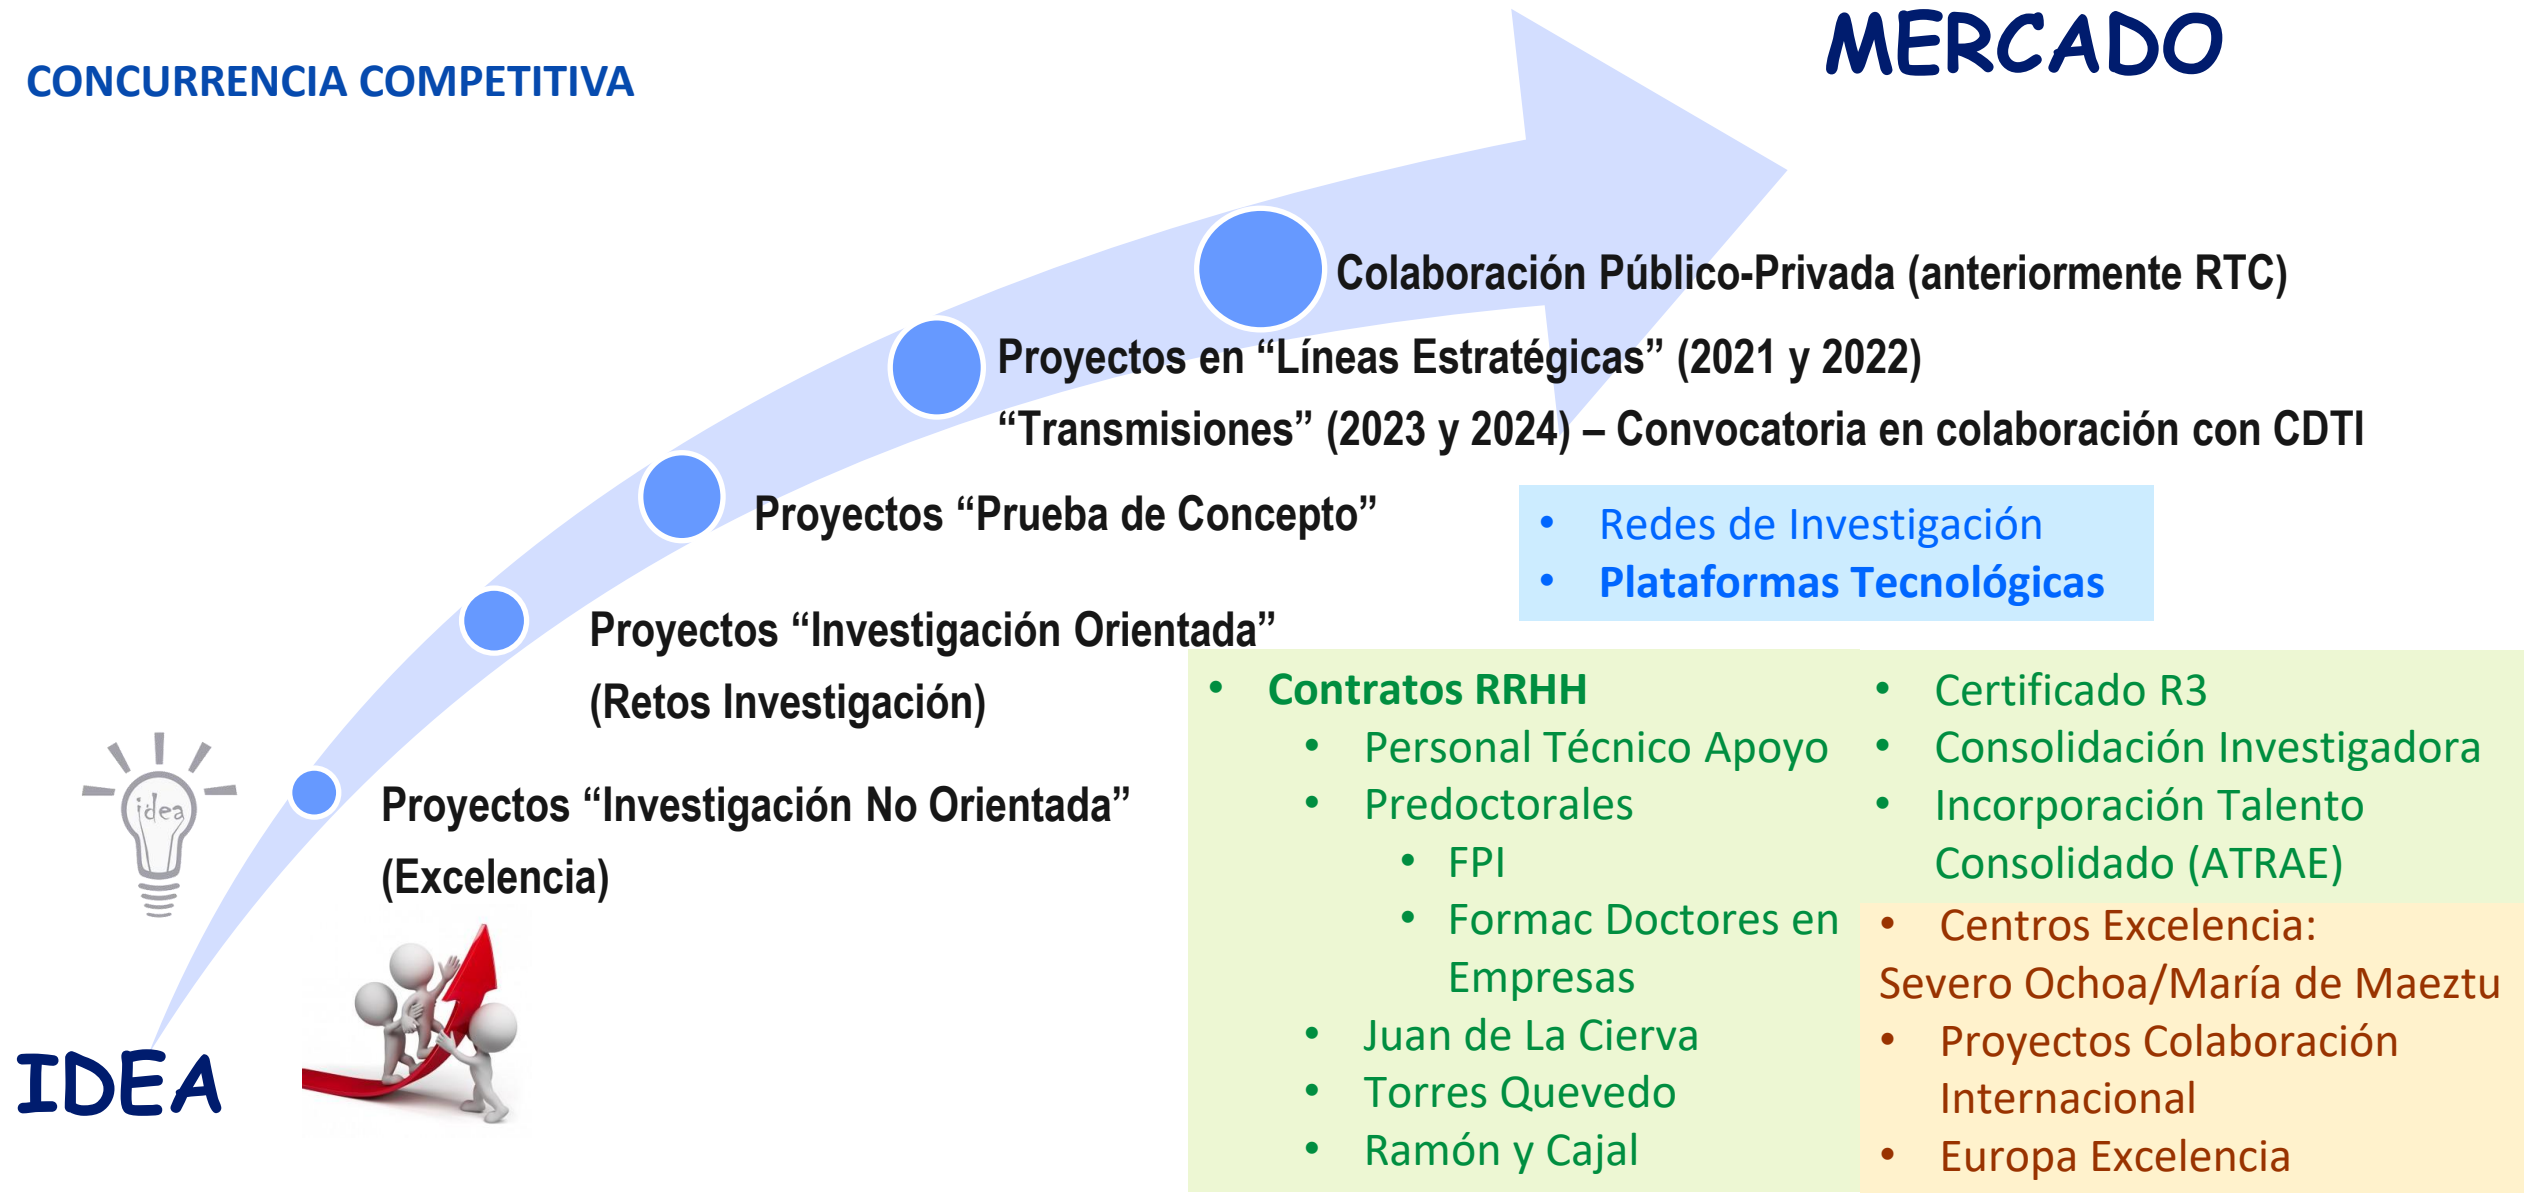 MERCADO
CONCURRENCIA COMPETITIVA
Colaboración Público-Privada (anteriormente RTC)
Proyectos en “Líneas Estratégicas” (2021 y 2022)
“Transmisiones” (2023 y 2024) – Convocatoria en colaboración con CDTI
Proyectos “Prueba de Concepto”
• Redes de Investigación
• Plataformas Tecnológicas
Proyectos “Investigación Orientada”
(Retos Investigación)
idea
Proyectos “Investigación No Orientada”
(Excelencia)
IDEA
• Contratos RRHH
• Personal Técnico Apoyo
• Predoctorales
• FPI
• Formac Doctores en
Empresas
• Juan de La Cierva
• Torres Quevedo
• Ramón y Cajal
• Certificado R3
• Consolidación Investigadora
• Incorporación Talento
Consolidado (ATRAE)
• Centros Excelencia:
Severo Ochoa/María de Maeztu
• Proyectos Colaboración
Internacional
• Europa Excelencia